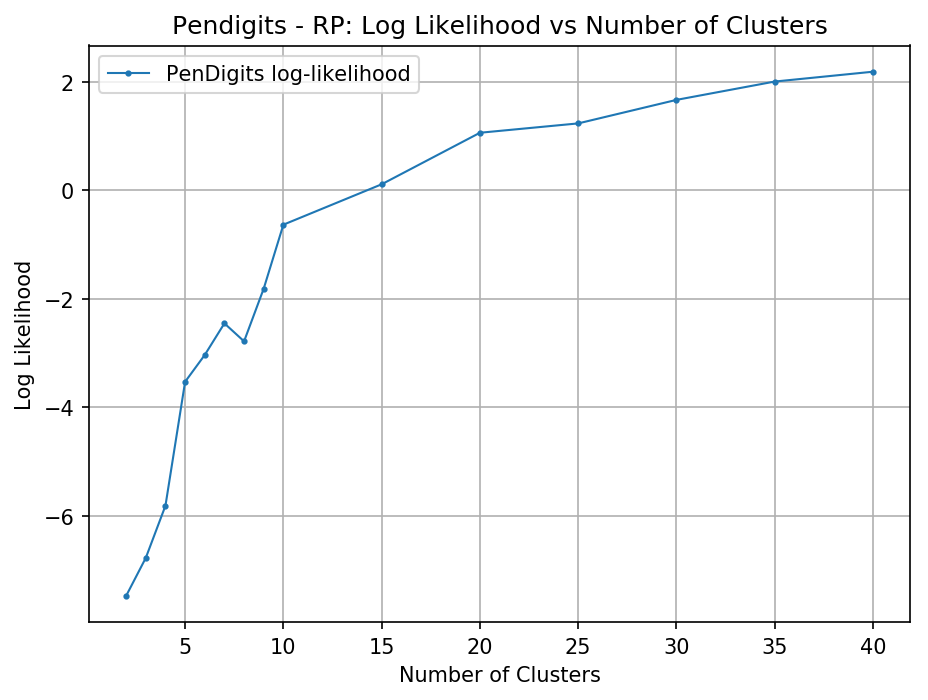 Pendigits - RP: Log Likelihood vs Number of Clusters
PenDigits log-likelihood
2
0
−2
−4
−6
Log Likelihood
5 10 15 20 25 30 35 40
Number of Clusters